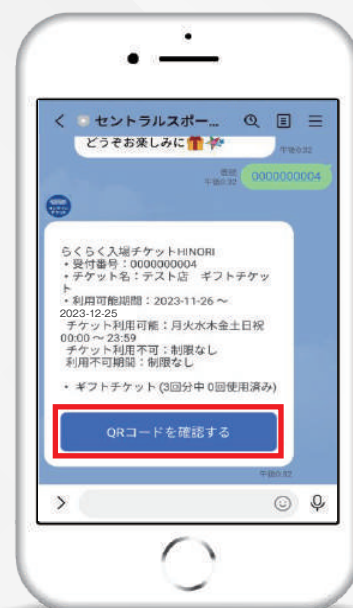 セントラルスポー...
どうぞお楽しみに
午後0:32
既読
午後0:32
0000000004
らくらく入場チケットHINORI
・受付番号：0000000004
・チケット名：テスト店 ギフトチケッ
ト
・利用可能期間：2023-11-26 ～
2023-12-25
チケット利用可能：月火水木金土日祝
00:00 ～ 23:59
チケット利用不可：制限なし
利用不可期間：制限なし
・ギフトチケット (3回分中 0回使用済み)
QRコードを確認する
午後0:32